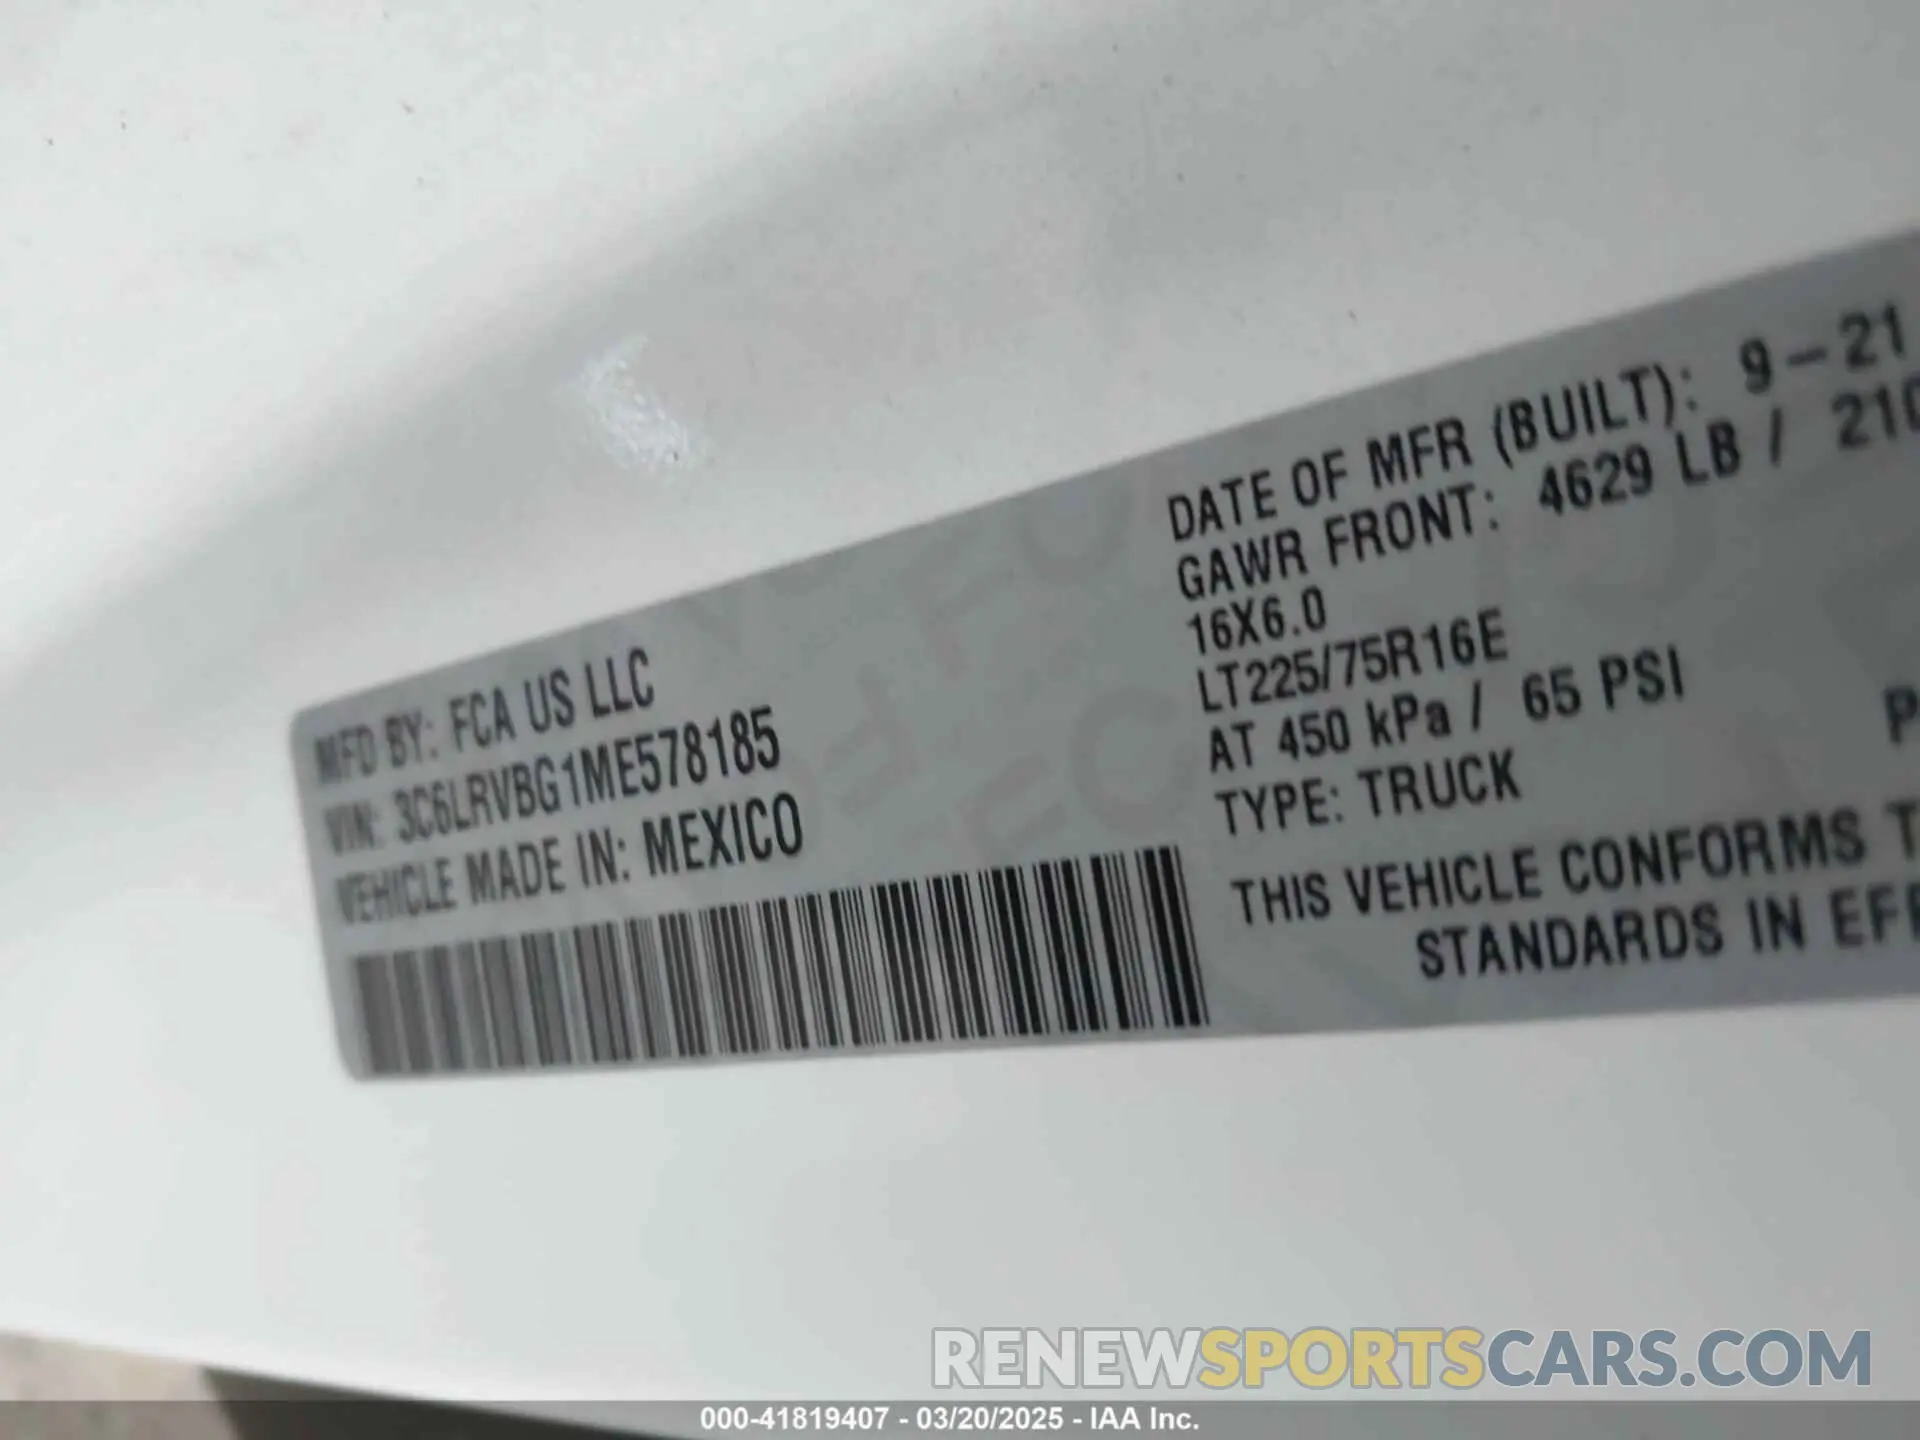 MFD BY: FCA US LLC
VIN: 3C6LRVBG1ME578185
VEHICLE MADE IN: MEXICO
DATE OF MFR (BUILT): 9-21
GAWR FRONT: 4629 LB / 210
16X6.0
LT225/75R16E
AT 450 kPa / 65 PSI
TYPE: TRUCK
P
THIS VEHICLE CONFORMS T
STANDARDS IN EFF
RENEWSPORTSCARS.COM
000-41819407 - 03/20/2025 - IAA Inc.